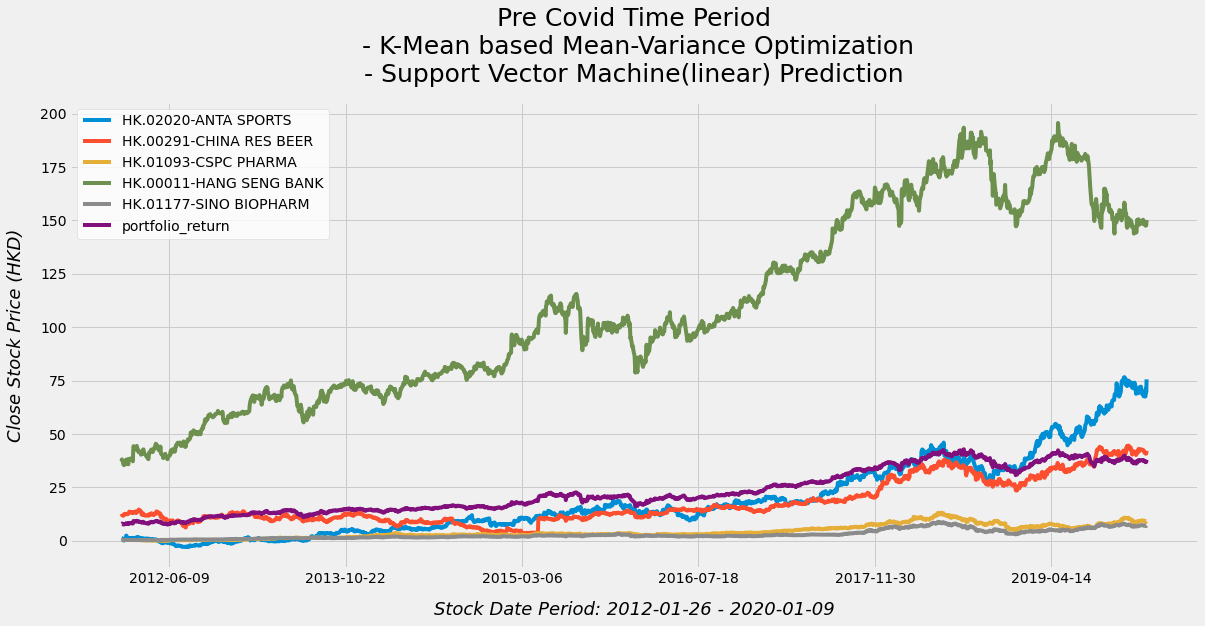 Pre Covid Time Period
- K-Mean based Mean-Variance Optimization
- Support Vector Machine(linear) Prediction
200
175
150
125
100
75
50
25
0
Close Stock Price (HKD)
HK.02020-ANTA SPORTS
HK.00291-CHINA RES BEER
HK.01093-CSPC PHARMA
HK.00011-HANG SENG BANK
HK.01177-SINO BIOPHARM
portfolio_return
2012-06-09
2013-10-22
2015-03-06
2016-07-18
2017-11-30
2019-04-14
Stock Date Period: 2012-01-26 - 2020-01-09